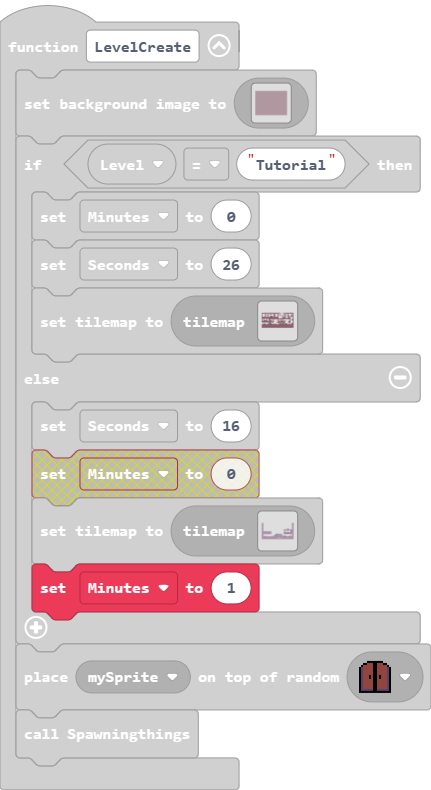 function LevelCreate
set background image to
if Level = "Tutorial" then
set Minutes to 0
set Seconds to 26
set tilemap to tilemap
else
set Seconds to 16
set Minutes to 0
set tilemap to tilemap
set Minutes to 1
place mySprite on top of random
call Spawningthings